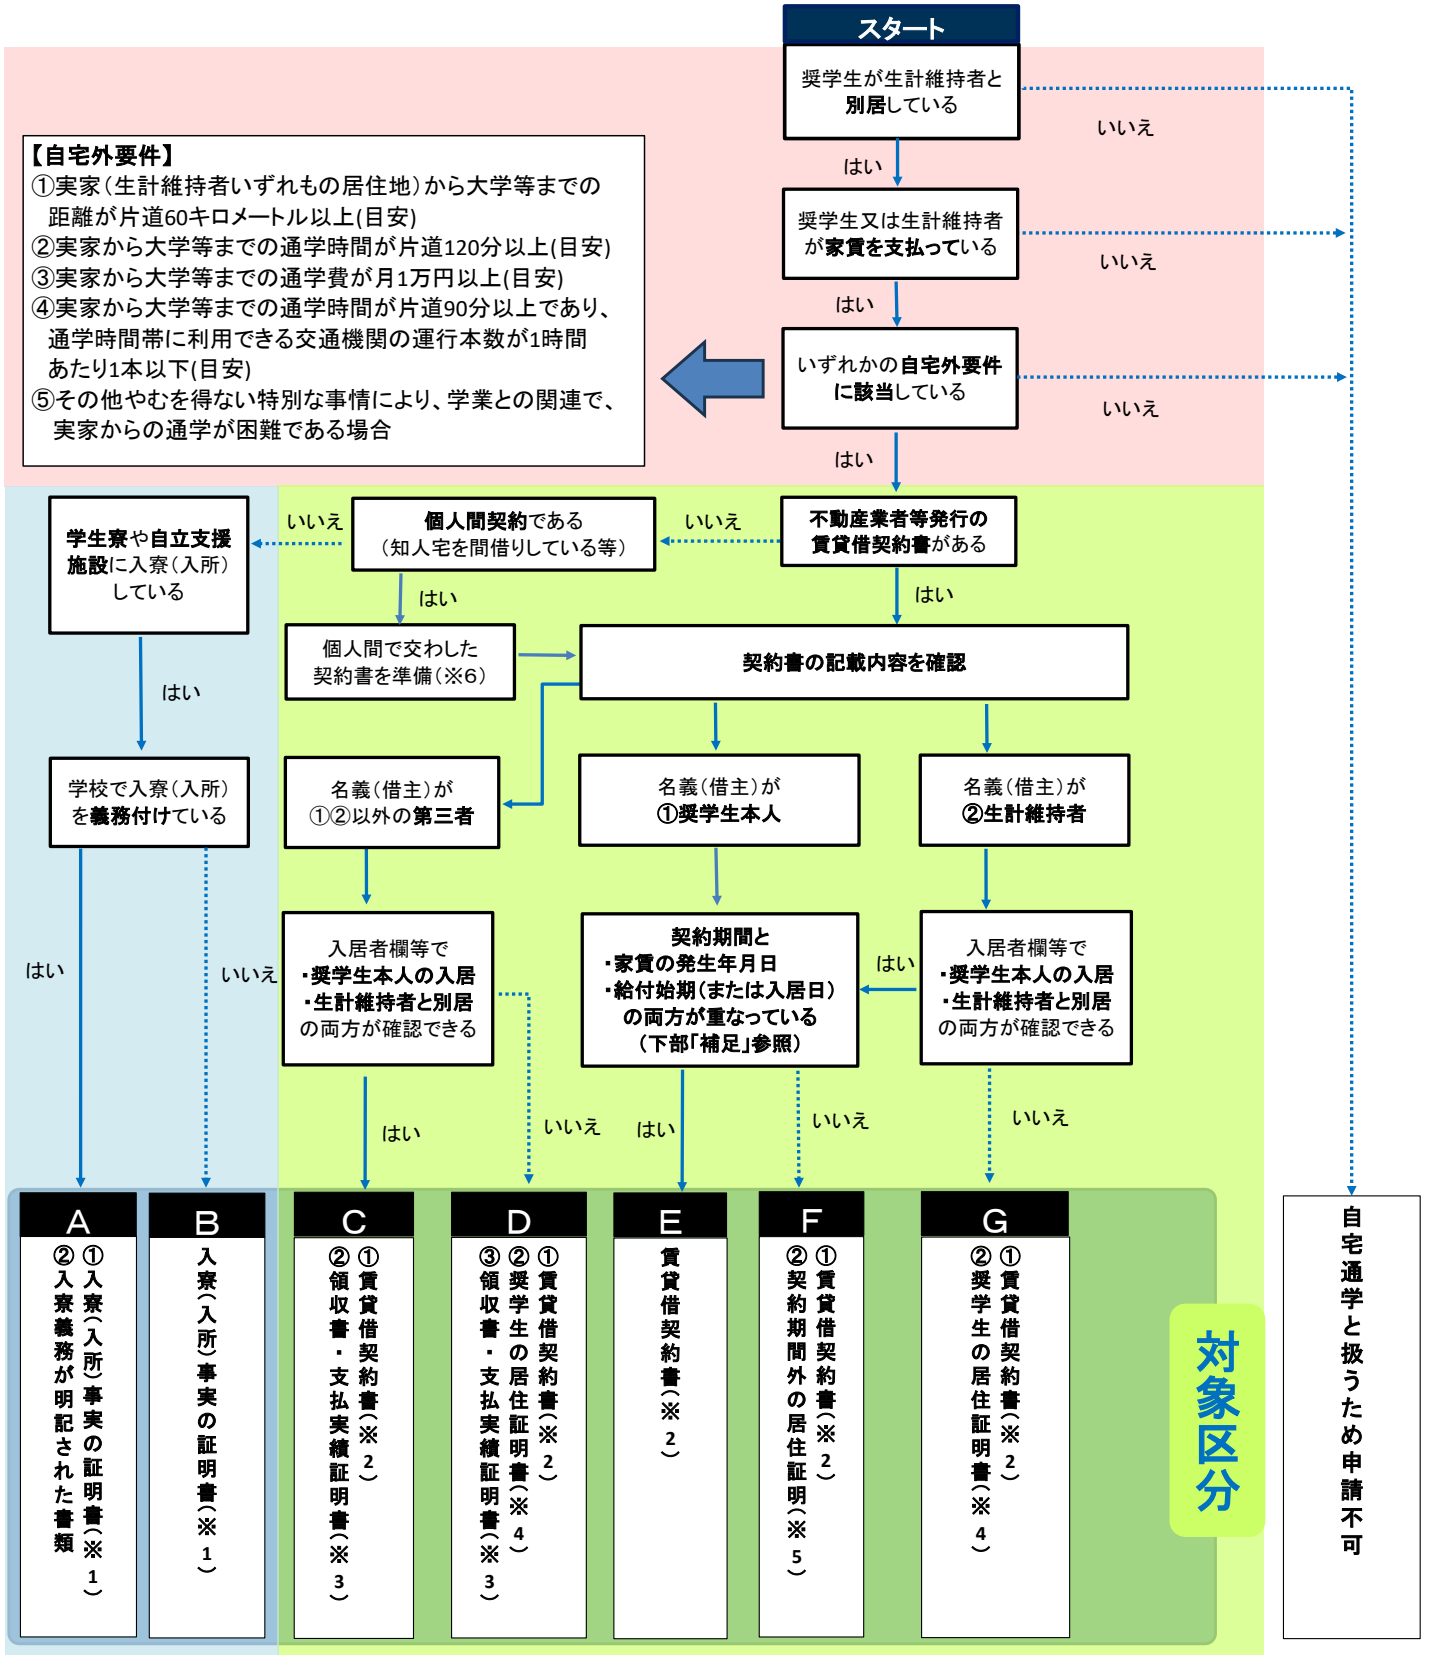 スタート
奨学生が生計維持者と
別居している
いいえ
はい
【自宅外要件】
①実家（生計維持者いずれもの居住地）から大学等までの
距離が片道60キロメートル以上(目安)
②実家から大学等までの通学時間が片道120分以上(目安)
③実家から大学等までの通学費が月1万円以上(目安)
④実家から大学等までの通学時間が片道90分以上であり、
通学時間帯に利用できる交通機関の運行本数が1時間
あたり1本以下(目安)
⑤その他やむを得ない特別な事情により、学業との関連で、
実家からの通学が困難である場合
奨学生又は生計維持者
が家賃を支払っている
いいえ
はい
いずれかの自宅外要件
に該当している
いいえ
はい
不動産業者等発行の
賃貸借契約書がある
いいえ
はい
個人間契約である
（知人宅を間借りしている等）
いいえ
はい
学生寮や自立支援
施設に入寮（入所）
している
はい
個人間で交わした
契約書を準備（※６）
契約書の記載内容を確認
学校で入寮（入所）
を義務付けている
はい
いいえ
名義（借主）が
①②以外の第三者
名義（借主）が
①奨学生本人
名義（借主）が
②生計維持者
入居者欄等で
・奨学生本人の入居
・生計維持者と別居
の両方が確認できる
はい
いいえ
契約期間と
・家賃の発生年月日
・給付始期（または入居日）
の両方が重なっている
（下部「補足」参照）
はい
いいえ
はい
入居者欄等で
・奨学生本人の入居
・生計維持者と別居
の両方が確認できる
いいえ
A
①入寮（入所）事実の証明書（※1）
②入寮義務が明記された書類
B
入寮（入所）事実の証明書（※1）
C
①賃貸借契約書（※2）
②領収書・支払実績証明書（※3）
D
①賃貸借契約書（※2）
②奨学生の居住証明書（※4）
③領収書・支払実績証明書（※3）
E
賃貸借契約書（※2）
F
①賃貸借契約書（※2）
②契約期間外の居住証明（※5）
G
①賃貸借契約書（※2）
②奨学生の居住証明書（※4）
対象区分
自宅通学と扱うため申請不可